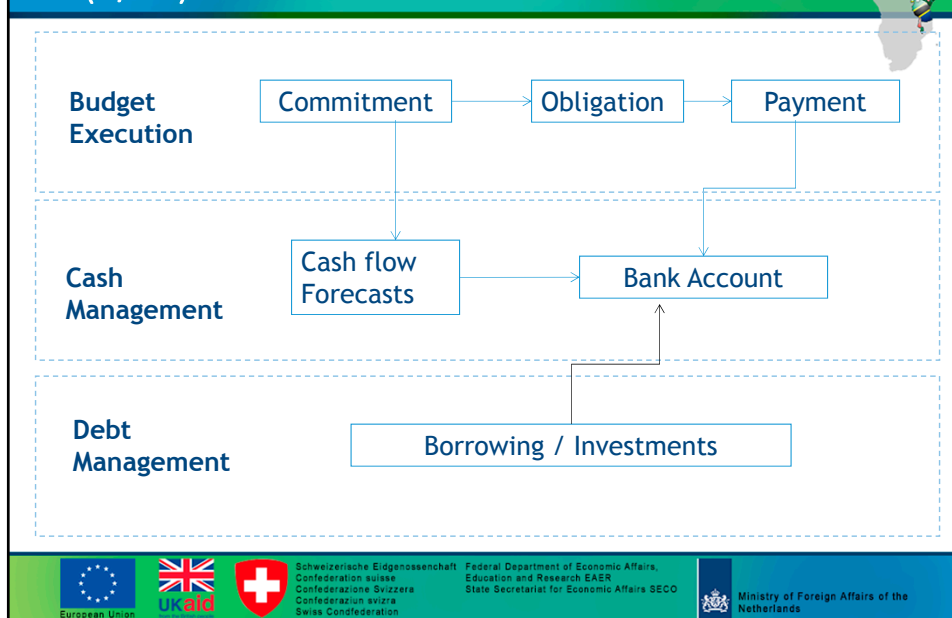 Budget
Execution
Commitment
Obligation
Payment
Cash
Management
Cash flow
Forecasts
Bank Account
Debt
Management
Borrowing / Investments
European Union
UKaid
Schweizerische Eidgenossenschaft
Confédération suisse
Confederazione Svizzera
Confederaziun svizra
Swiss Condfederation
Federal Department of Economic Affairs,
Education and Research EAER
State Secretariat for Economic Affairs SECO
Ministry of Foreign Affairs of the
Netherlands